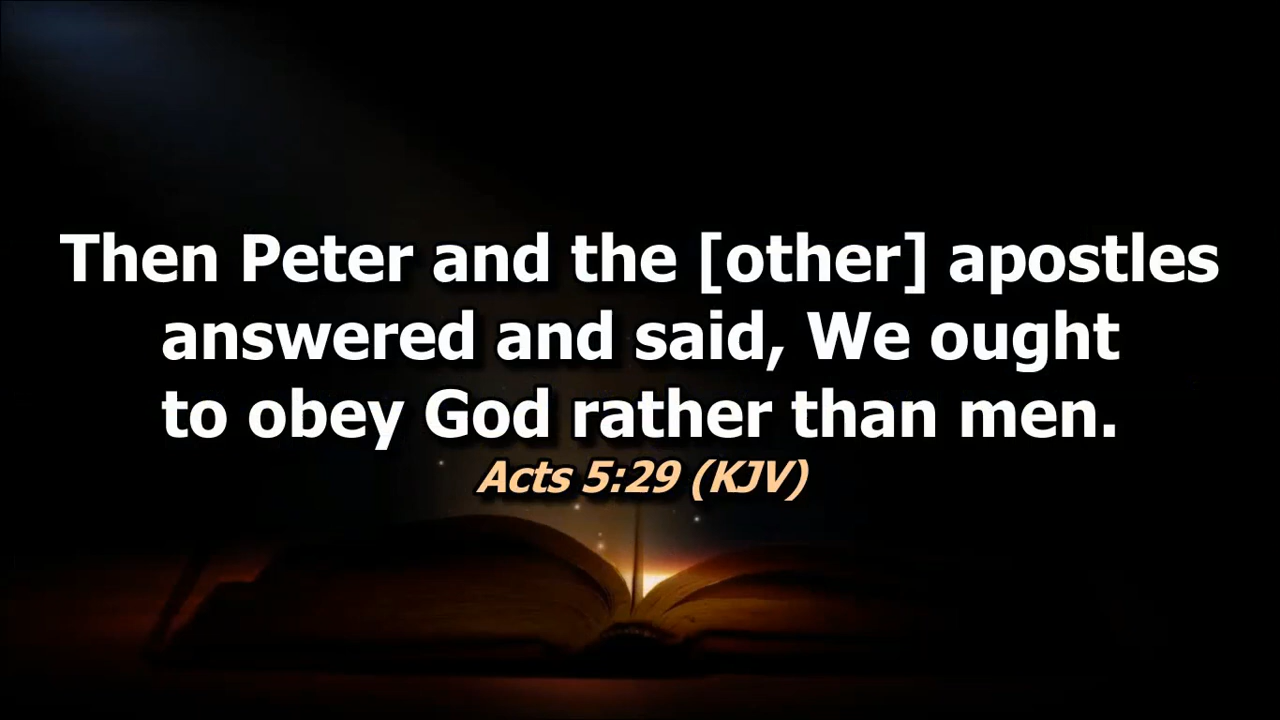 Then Peter and the [other] apostles
answered and said, We ought
to obey God rather than men.
Acts 5:29 (KJV)